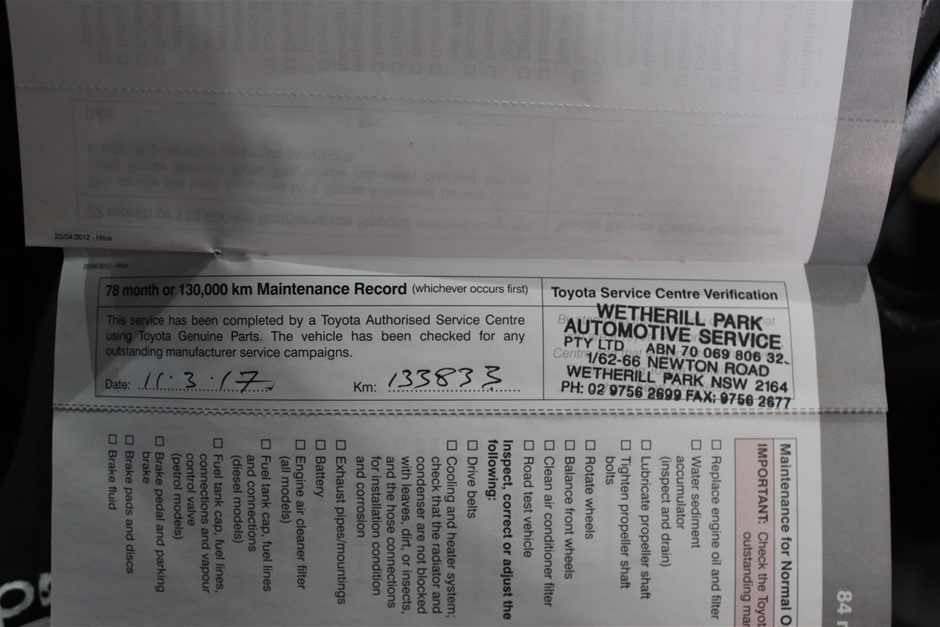 20/04/2012 - Hilux
20/04/2012 - Hilux
78 month or 130,000 km Maintenance Record (whichever occurs first)
This service has been completed by a Toyota Authorised Service Centre
using Toyota Genuine Parts. The vehicle has been checked for any
outstanding manufacturer service campaigns.
Date: 11.3.17
Km: 133833
Toyota Service Centre Verification
WETHERILL PARK
AUTOMOTIVE SERVICE
PTY LTD ABN 70 069 806 32
1/62-66 NEWTON ROAD
WETHERILL PARK NSW 2164
PH: 02 9756 2699 FAX: 9756 2677
84
Maintenance for Normal
IMPORTANT: Check the
outstanding
☐ Replace engine oil and filter
☐ Water sediment
accumulator
(inspect and drain)
☐ Lubricate propeller shaft
☐ Tighten propeller shaft
bolts
☐ Rotate wheels
☐ Balance front wheels
☐ Clean air conditioner filter
☐ Road test vehicle
Inspect, correct or adjust the
following:
☐ Drive belts
☐ Cooling and heater system;
check that the radiator and
condenser are not blocked
with leaves, dirt, or insects,
and the hose connections
for installation condition
and corrosion
☐ Exhaust pipes/mountings
☐ Battery
☐ Engine air cleaner filter
(all models)
☐ Fuel tank cap, fuel lines
and connections
(diesel models)
☐ Fuel tank cap, fuel lines,
connections and vapour
control valve
(petrol models)
☐ Brake pedal and parking
brake
☐ Brake pads and discs
☐ Brake fluid